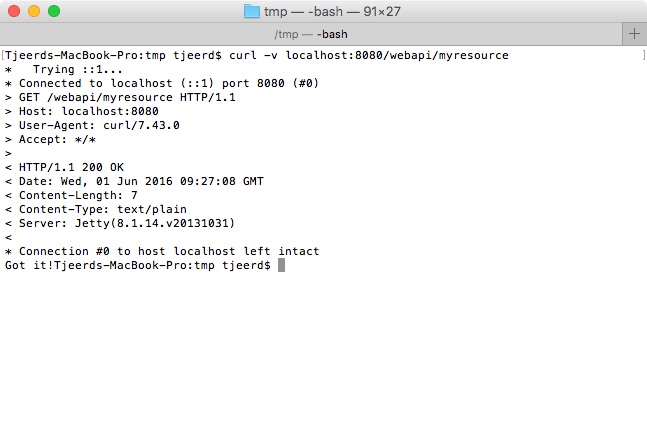 tmp — -bash — 91×27
/tmp — -bash
+
[Tjeerds-MacBook-Pro:tmp tjeerd$ curl -v localhost:8080/webapi/myresource ]
*   Trying ::1...
* Connected to localhost (::1) port 8080 (#0)
> GET /webapi/myresource HTTP/1.1
> Host: localhost:8080
> User-Agent: curl/7.43.0
> Accept: */*
>
< HTTP/1.1 200 OK
< Date: Wed, 01 Jun 2016 09:27:08 GMT
< Content-Length: 7
< Content-Type: text/plain
< Server: Jetty(8.1.14.v20131031)
<
* Connection #0 to host localhost left intact
Got it!Tjeerds-MacBook-Pro:tmp tjeerd$